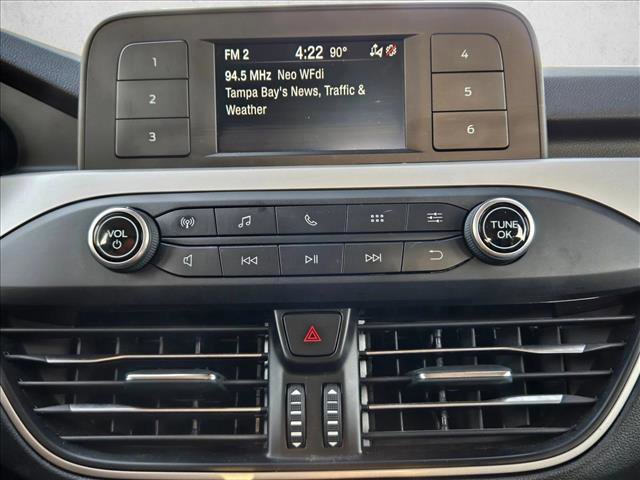 FM 2 4:22 90°
94.5 MHz Neo WFdi
Tampa Bay's News, Traffic &
Weather
1
2
3
4
5
6
VOL
TUNE
OK